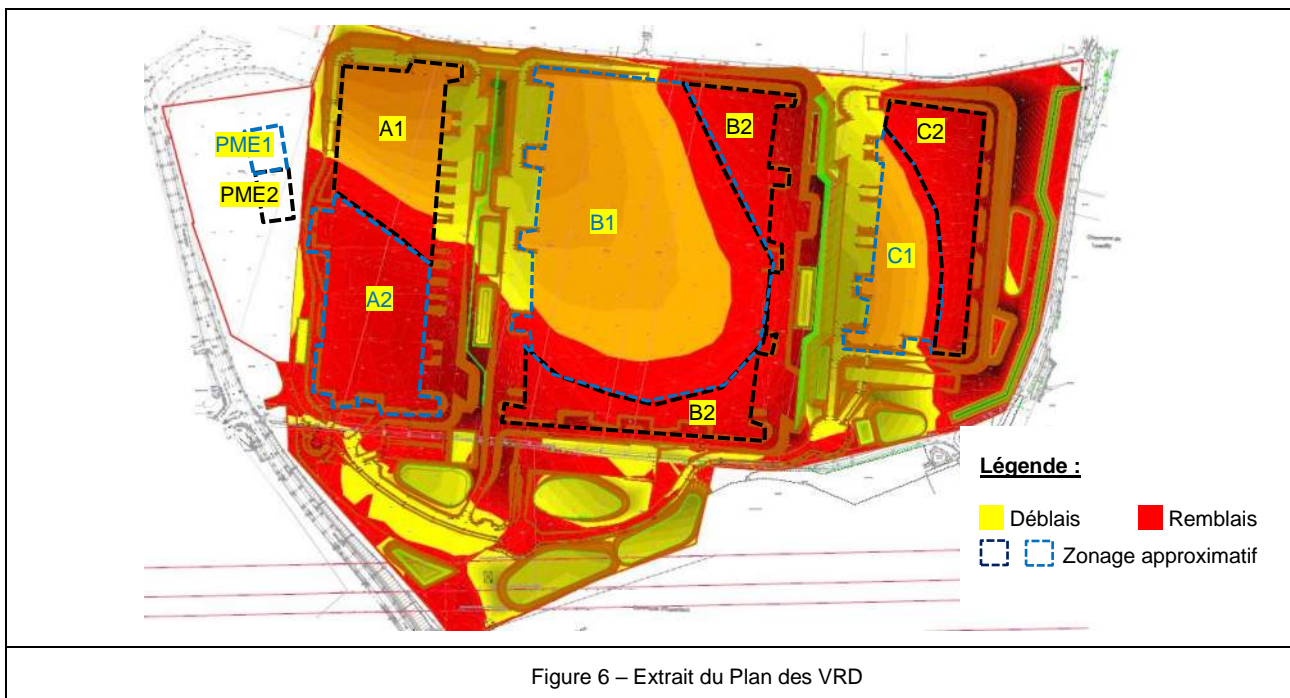 A1
B2
C2
PME1
PME2
B1
C1
A2
B2
Légende :
Déblais
Remblais
Zonage approximatif
Figure 6 – Extrait du Plan des VRD